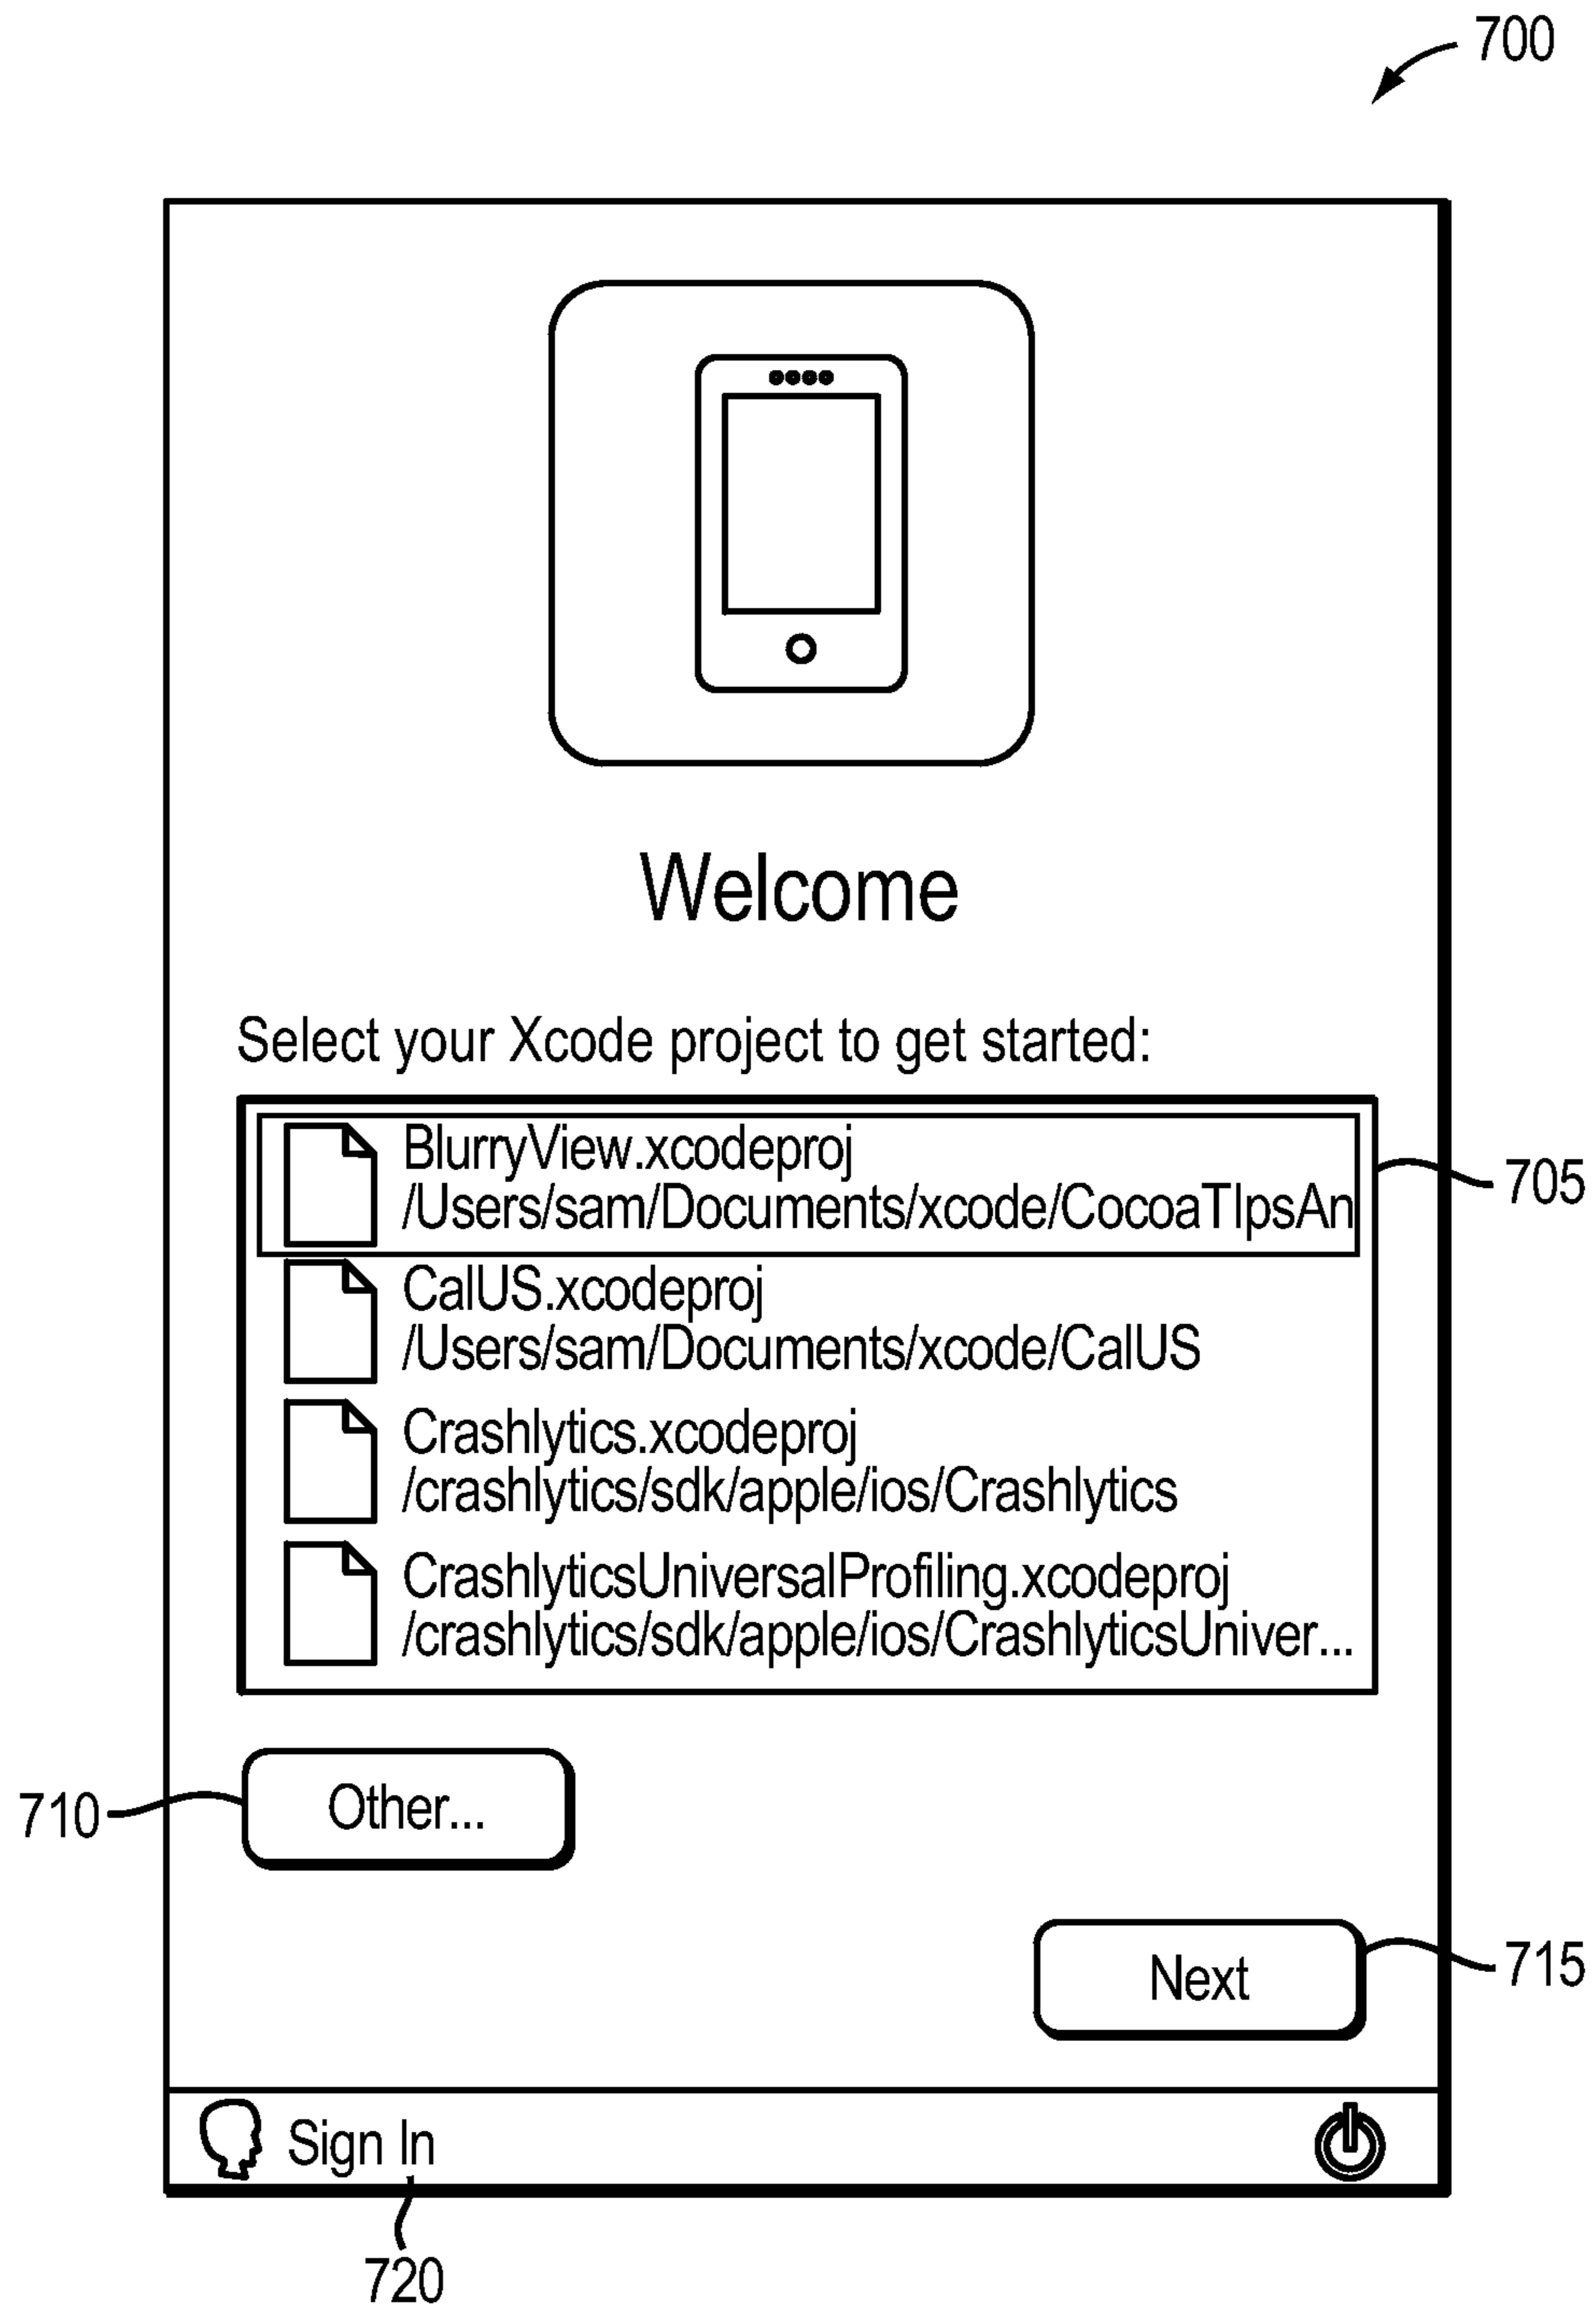 700
Welcome
Select your Xcode project to get started:
BlurryView.xcodeproj
/Users/sam/Documents/xcode/CocoaTIpsAn
705
CalUS.xcodeproj
/Users/sam/Documents/xcode/CalUS
Crashlytics.xcodeproj
/crashlytics/sdk/apple/ios/Crashlytics
CrashlyticsUniversalProfiling.xcodeproj
/crashlytics/sdk/apple/ios/CrashlyticsUniver...
710
Other...
Next
715
Sign In
720